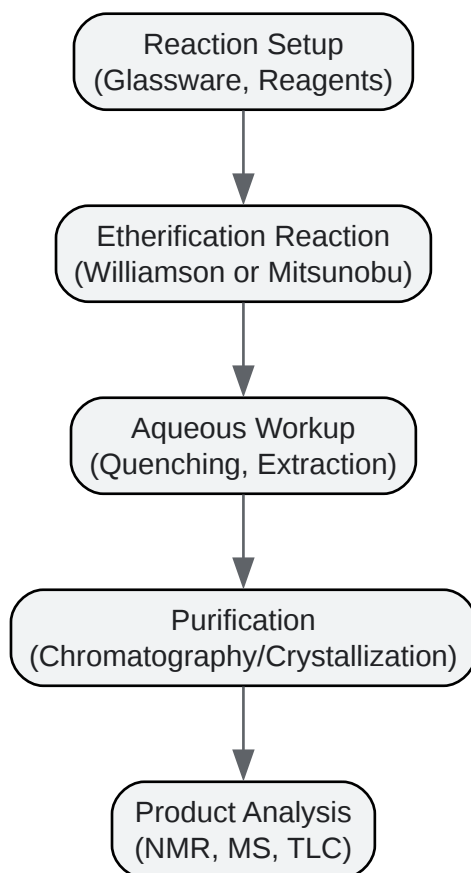 Reaction Setup
(Glassware, Reagents)
Etherification Reaction
(Williamson or Mitsunobu)
Aqueous Workup
(Quenching, Extraction)
Purification
(Chromatography/Crystallization)
Product Analysis
(NMR, MS, TLC)